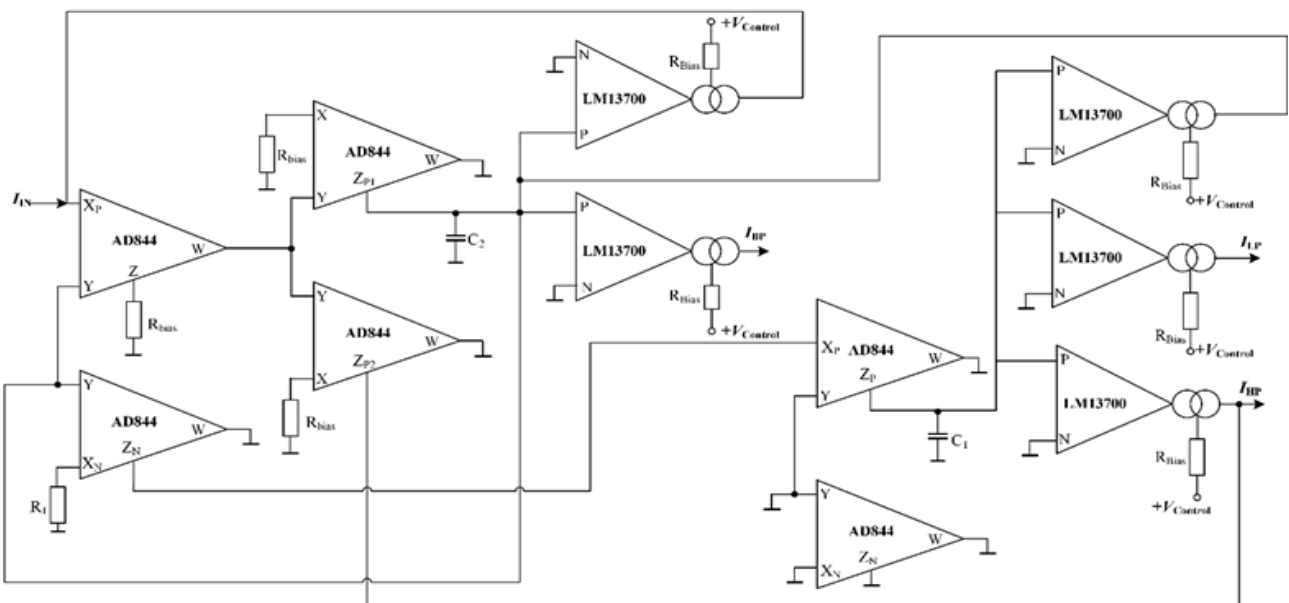 +V_Control
R_Bias
N
LM13700
P
I_IN
X_P
AD844
W
Y
Z
R_bias
X
AD844
W
Z_P1
Y
R_bias
C_2
P
LM13700
N
I_BP
R_Bias
+V_Control
Y
AD844
W
Z_P2
X
R_bias
Y
AD844
W
Z_N
X_N
R_1
X_P
AD844
W
Z_P
Y
C_1
Y
AD844
W
Z_N
X_N
P
LM13700
N
R_Bias
+V_Control
P
LM13700
N
I_LP
R_Bias
+V_Control
P
LM13700
N
I_HP
R_Bias
+V_Control